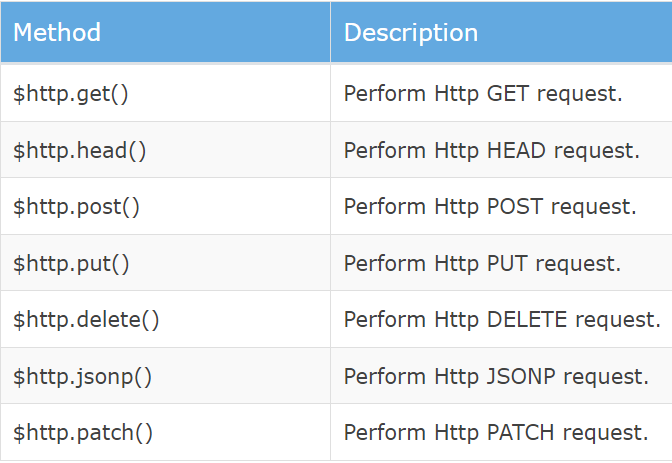 Method Description
$http.get() Perform Http GET request.
$http.head() Perform Http HEAD request.
$http.post() Perform Http POST request.
$http.put() Perform Http PUT request.
$http.delete() Perform Http DELETE request.
$http.jsonp() Perform Http JSONP request.
$http.patch() Perform Http PATCH request.